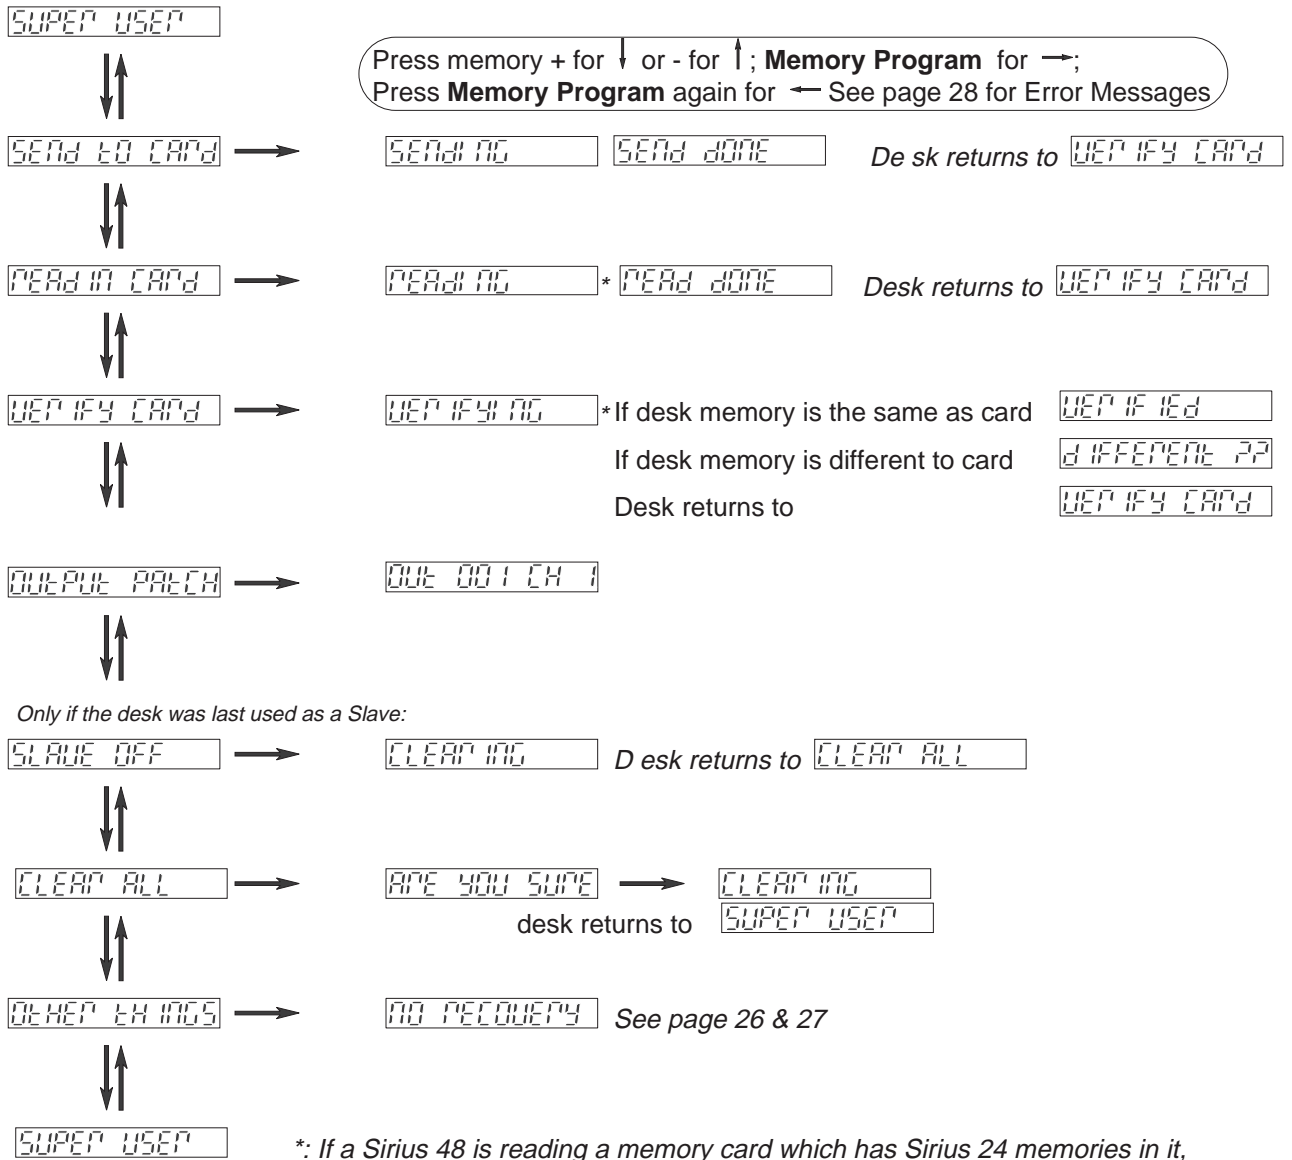 SUPER USER
Press memory + for ↓ or - for ↑ ; Memory Program for →;
Press Memory Program again for ← See page 28 for Error Messages
SENd tO CARd → SENdING SENd dONE De sk returns to VERIFY CARd
REAd IN CARd → REAdING * REAd dONE Desk returns to VERIFY CARd
VERIFY CARd → VERIFYING * If desk memory is the same as card VERIFIEd
If desk memory is different to card dIFFERENt ??
Desk returns to VERIFY CARd
OUtPUt PAtCH → OUt 001 CH 1
Only if the desk was last used as a Slave:
SLAVE OFF → CLEARING D esk returns to CLEAR ALL
CLEAR ALL → ARE YOU SURE → CLEARING
desk returns to SUPER USER
OtHER tHINGS → NO RECOVERY See page 26 & 27
SUPER USER
*: If a Sirius 48 is reading a memory card which has Sirius 24 memories in it,